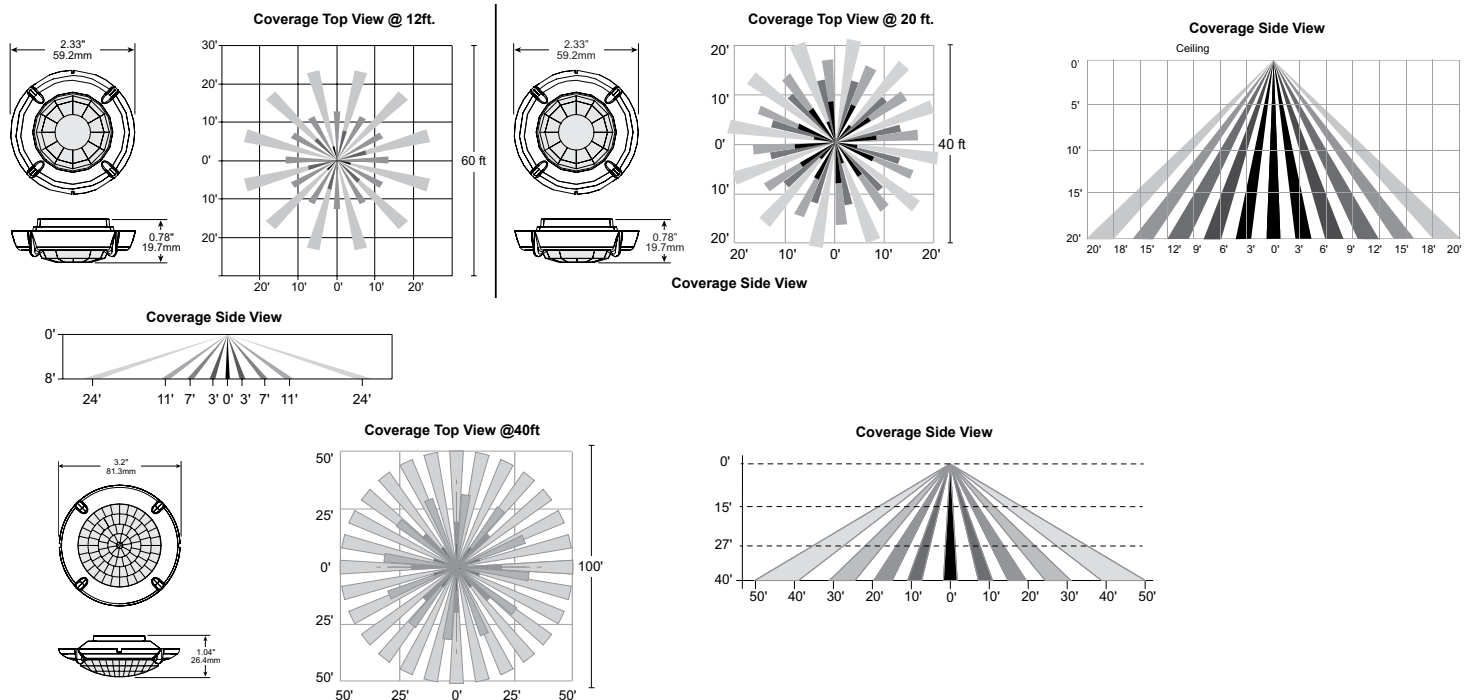 Coverage Top View @ 12ft.
2.33"
59.2mm
30'
20'
10'
0'
10'
20'
60 ft
20' 10' 0' 10' 20'
0.78"
19.7mm
Coverage Top View @ 20 ft.
2.33"
59.2mm
20'
10'
0'
10'
20'
40 ft
20' 10' 0' 10' 20'
0.78"
19.7mm
Coverage Side View
Coverage Side View
Ceiling
0'
5'
10'
15'
20'
20' 18' 15' 12' 9' 6' 3' 0' 3' 6' 9' 12' 15' 18' 20'
Coverage Side View
0'
8'
24' 11' 7' 3' 0' 3' 7' 11' 24'
3.2"
81.3mm
1.04"
26.4mm
Coverage Top View @40ft
50'
25'
0'
25'
50'
100'
50' 25' 0' 25' 50'
Coverage Side View
0'
15'
27'
40'
50' 40' 30' 20' 10' 0' 10' 20' 30' 40' 50'